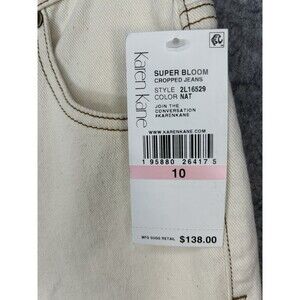 Karen Kane
SUPER BLOOM
CROPPED JEANS
STYLE 2L16529
COLOR NAT
JOIN THE
CONVERSATION
#KARENKANE
WWW.KARENKANE.COM
1 95880 26417 5
10
MFG SUGG RETAIL $138.00